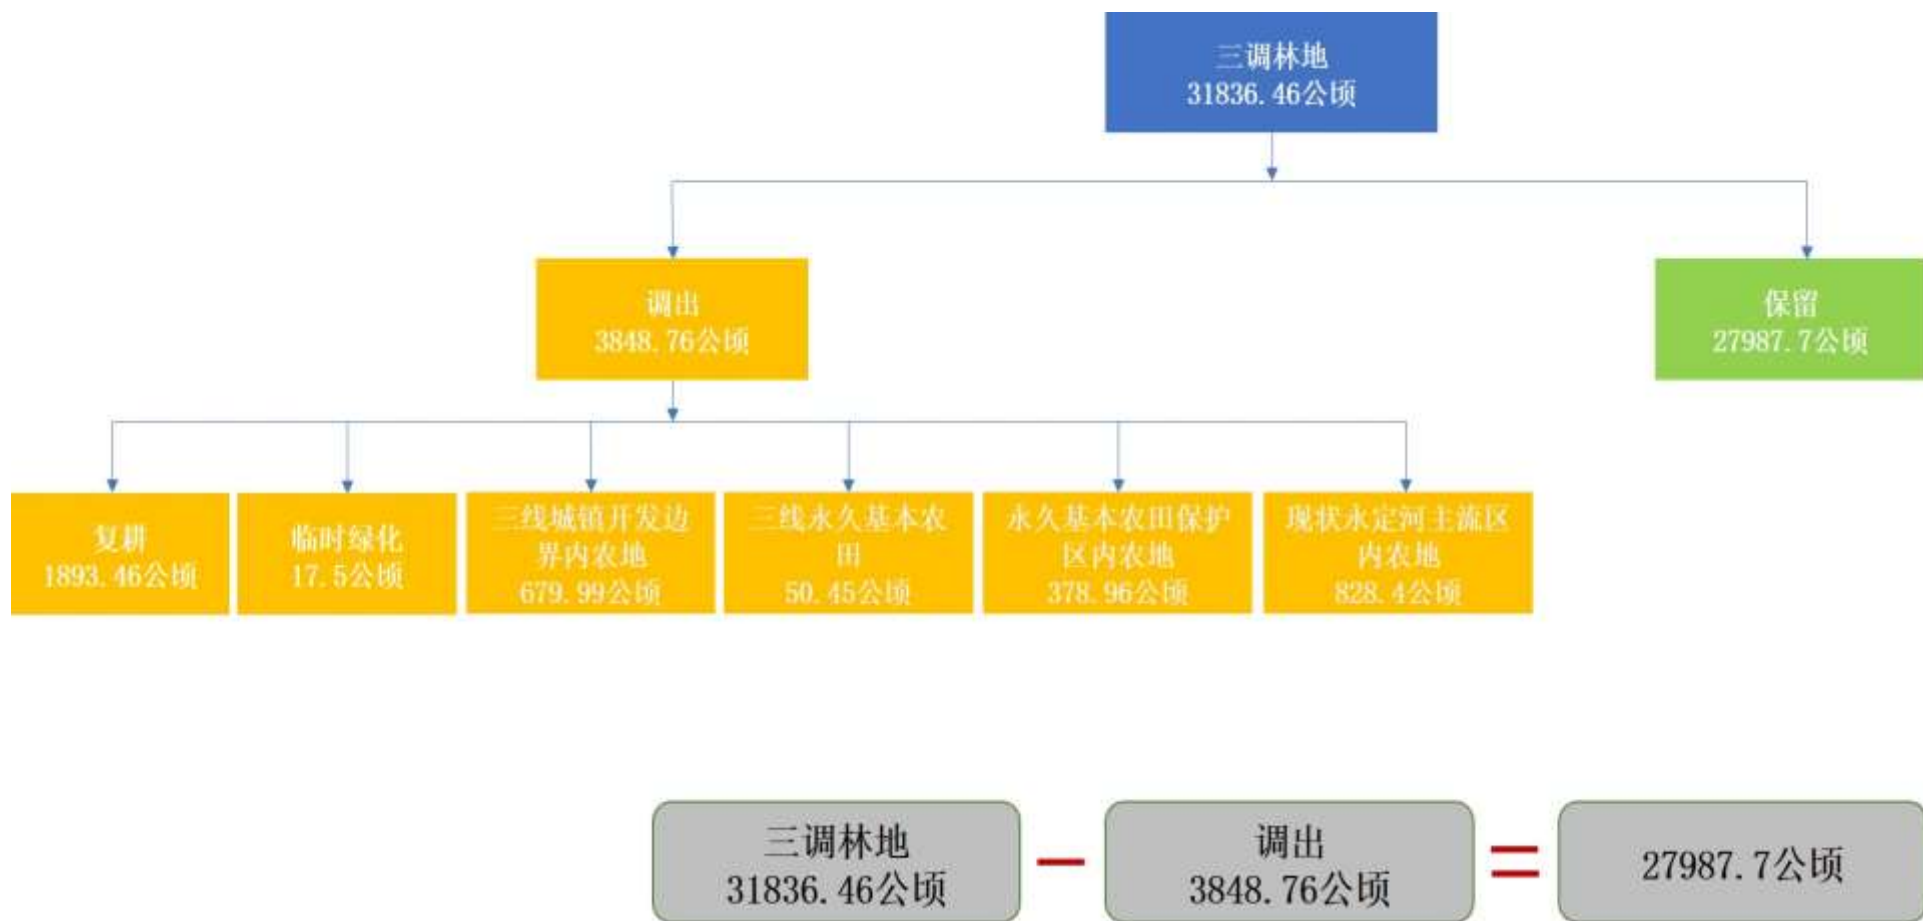 三调林地
31836.46公顷
调出
3848.76公顷
保留
27987.7公顷
复耕
1893.46公顷
临时绿化
17.5公顷
三线城镇开发边
界内农地
679.99公顷
三线永久基本农
田
50.45公顷
永久基本农田保护
区内农地
378.96公顷
现状永定河主流区
内农地
828.4公顷
三调林地
31836.46公顷
调出
3848.76公顷
27987.7公顷